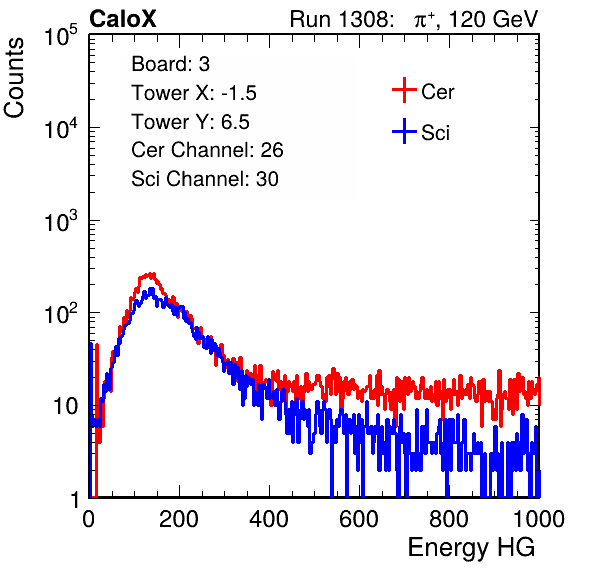 CaloX Run 1308: π⁺, 120 GeV
Counts
10⁵
10⁴
10³
10²
10
1
Board: 3
Tower X: -1.5
Tower Y: 6.5
Cer Channel: 26
Sci Channel: 30
Cer
Sci
0 200 400 600 800 1000
Energy HG